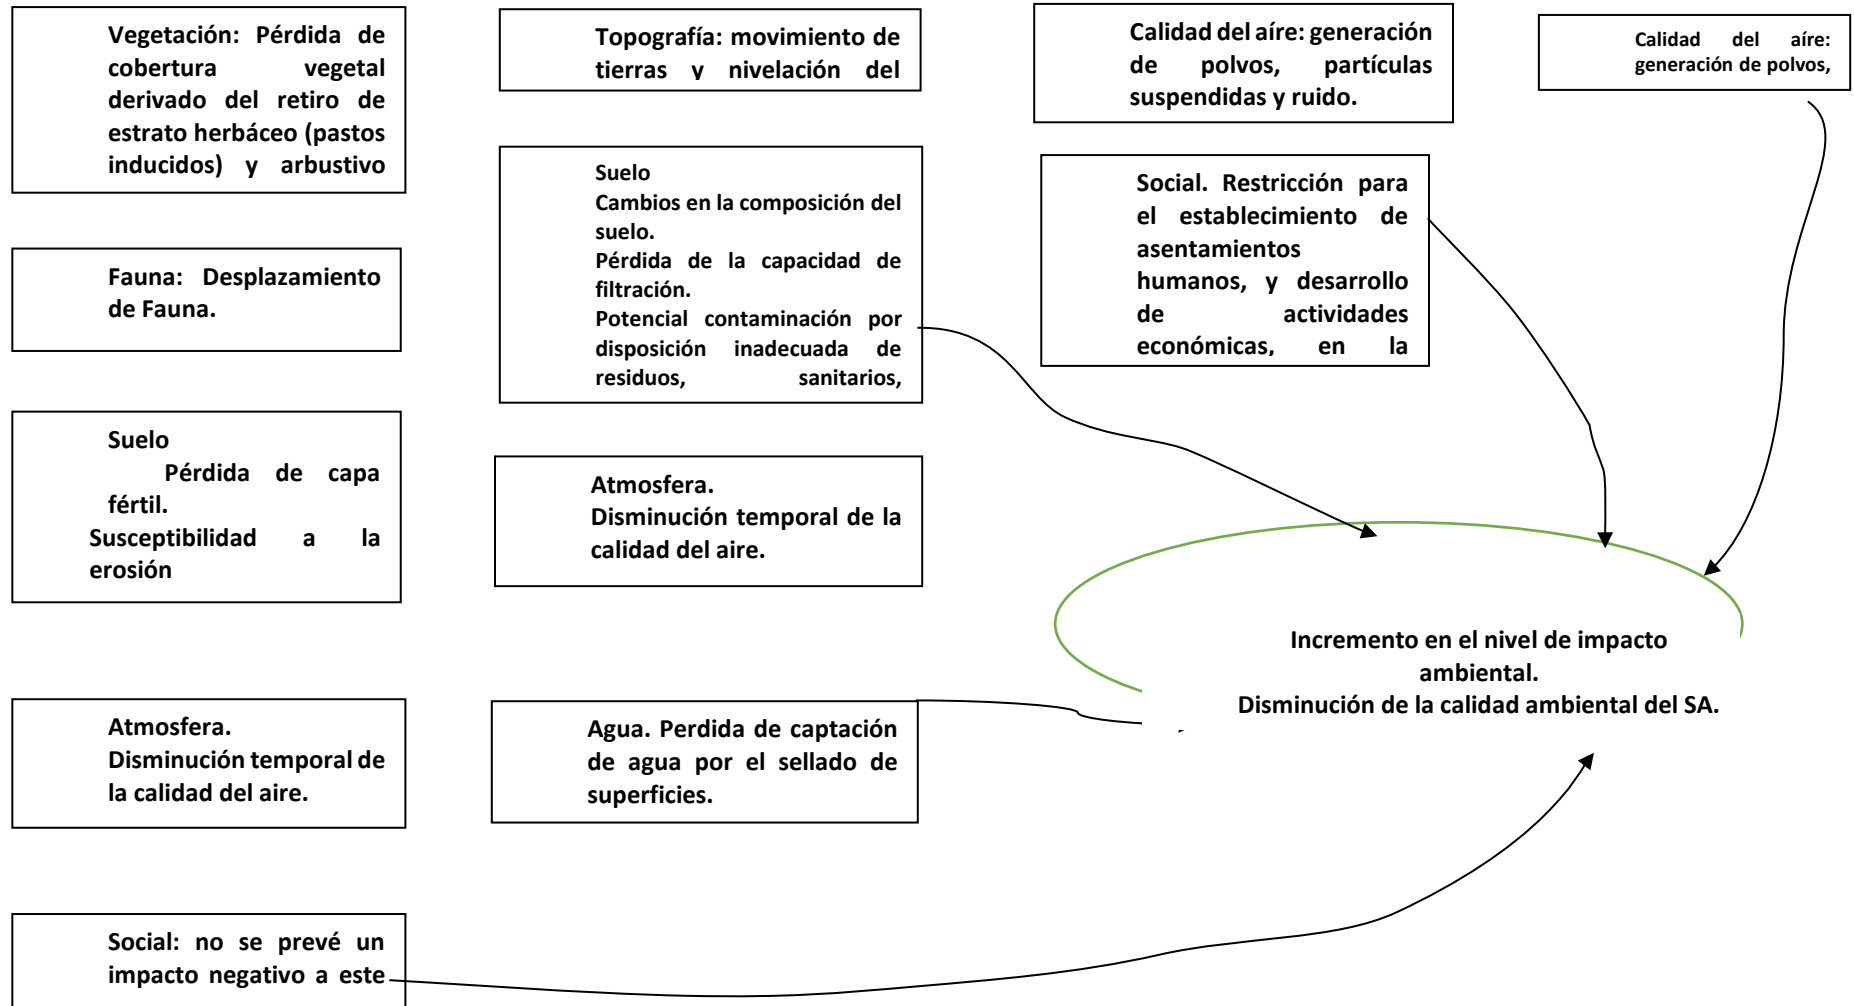 Vegetación: Pérdida de
cobertura vegetal
derivado del retiro de
estrato herbáceo (pastos
inducidos) y arbustivo
Fauna: Desplazamiento
de Fauna.
Suelo
Pérdida de capa
fértil.
Susceptibilidad a la
erosión
Atmosfera.
Disminución temporal de
la calidad del aire.
Social: no se prevé un
impacto negativo a este
Topografía: movimiento de
tierras y nivelación del
Suelo
Cambios en la composición del
suelo.
Pérdida de la capacidad de
filtración.
Potencial contaminación por
disposición inadecuada de
residuos, sanitarios,
Atmosfera.
Disminución temporal de la
calidad del aire.
Agua. Perdida de captación
de agua por el sellado de
superficies.
Calidad del aíre: generación
de polvos, partículas
suspendidas y ruido.
Social. Restricción para
el establecimiento de
asentamientos
humanos, y desarrollo
de actividades
económicas, en la
Calidad del aíre:
generación de polvos,
Incremento en el nivel de impacto
ambiental.
Disminución de la calidad ambiental del SA.